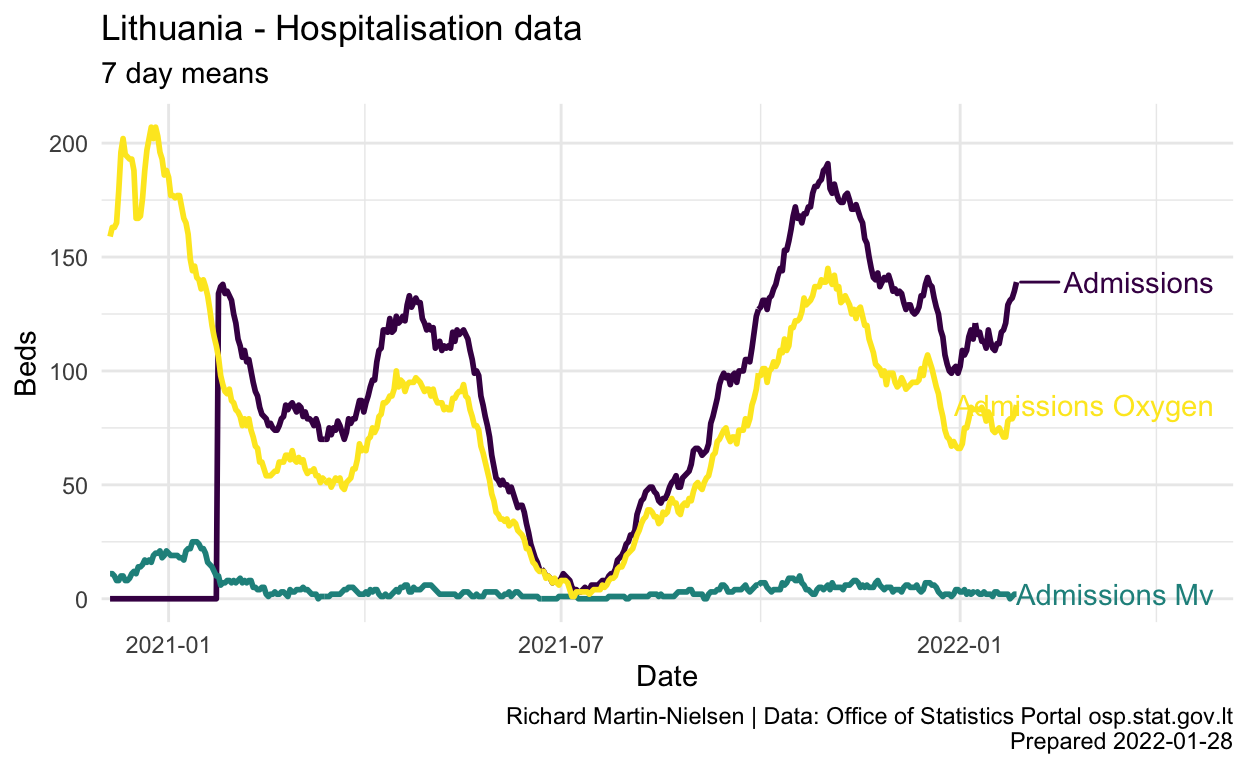 Lithuania - Hospitalisation data
7 day means
Beds
200
150
100
50
0
Admissions
Admissions Oxygen
Admissions Mv
2021-01
2021-07
2022-01
Date
Richard Martin-Nielsen | Data: Office of Statistics Portal osp.stat.gov.lt
Prepared 2022-01-28